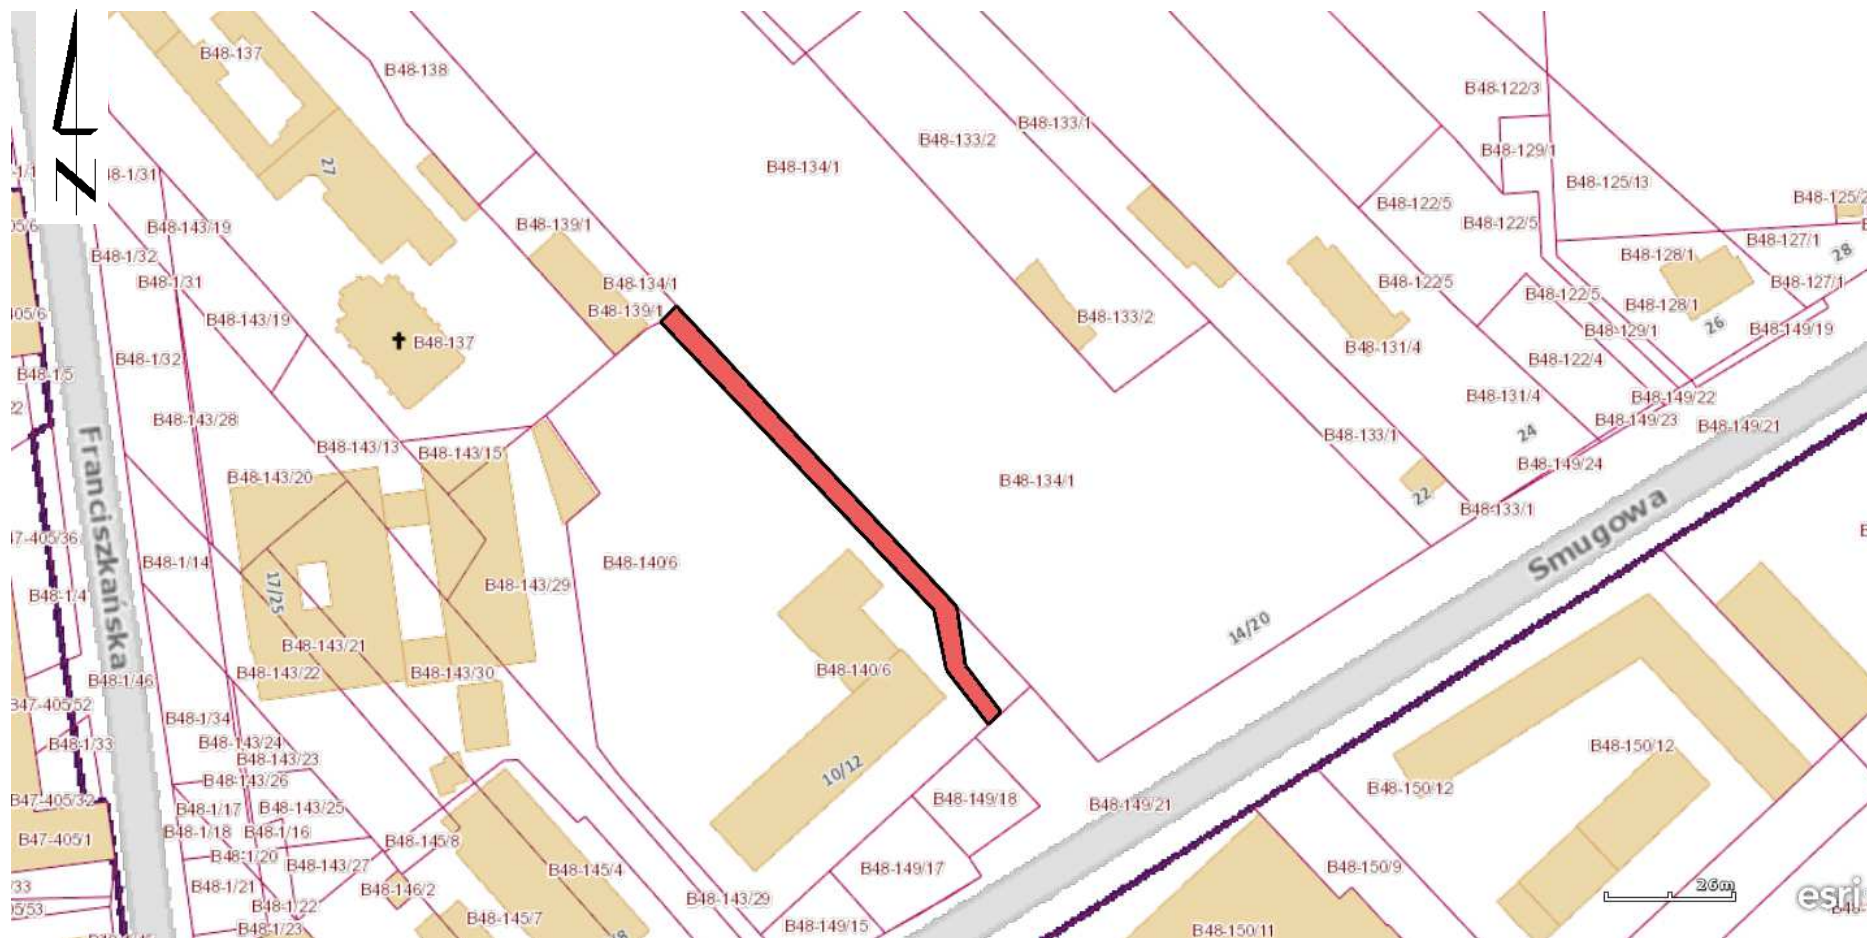 B48-137
B48-138
B48-122/3
B48-133/1
B48-133/2
B48-129/1
B48-134/1
27
B48-125/13
B48-122/5
B48-139/1
B48-143/19
B48-122/5
B48-127/1
28
B48-1/32
B48-128/1
B48-1/31
B48-134/1
B48-122/5
B48-127/1
B48-122/5
B48-128/1
B48-139/1
B48-143/19
B48-133/2
26
B48-129/1
B48-149/19
B48-137
B48-131/4
B48-1/32
B48-122/4
B48-1/5
B48-131/4
B48-149/22
B48-143/28
B48-149/23
B48-149/21
24
B48-133/1
B48-143/13
B48-143/15
B48-149/24
B48-143/20
B48-134/1
22
B48-133/1
Smugowa
Franciszkańska
B48-1/14
B48-140/6
B48-143/29
17/25
14/20
B48-143/21
B48-140/6
B48-143/22
B48-143/30
B48-1/46
B48-1/34
B48-143/24
B48-1/33
B48-150/12
B48-143/23
10/12
B48-143/26
B48-150/12
B48-149/18
B48-149/21
B48-1/17
B48-143/25
B48-1/18
B48-1/16
B47-405/1
B48-145/8
B48-1/20
B48-143/27
B48-149/17
B48-150/9
B48-145/4
B48-1/21
B48-146/2
26m
esri
B48-143/29
B48-1/22
B48-145/7
B48-149/15
B48-1/23
B48-150/11